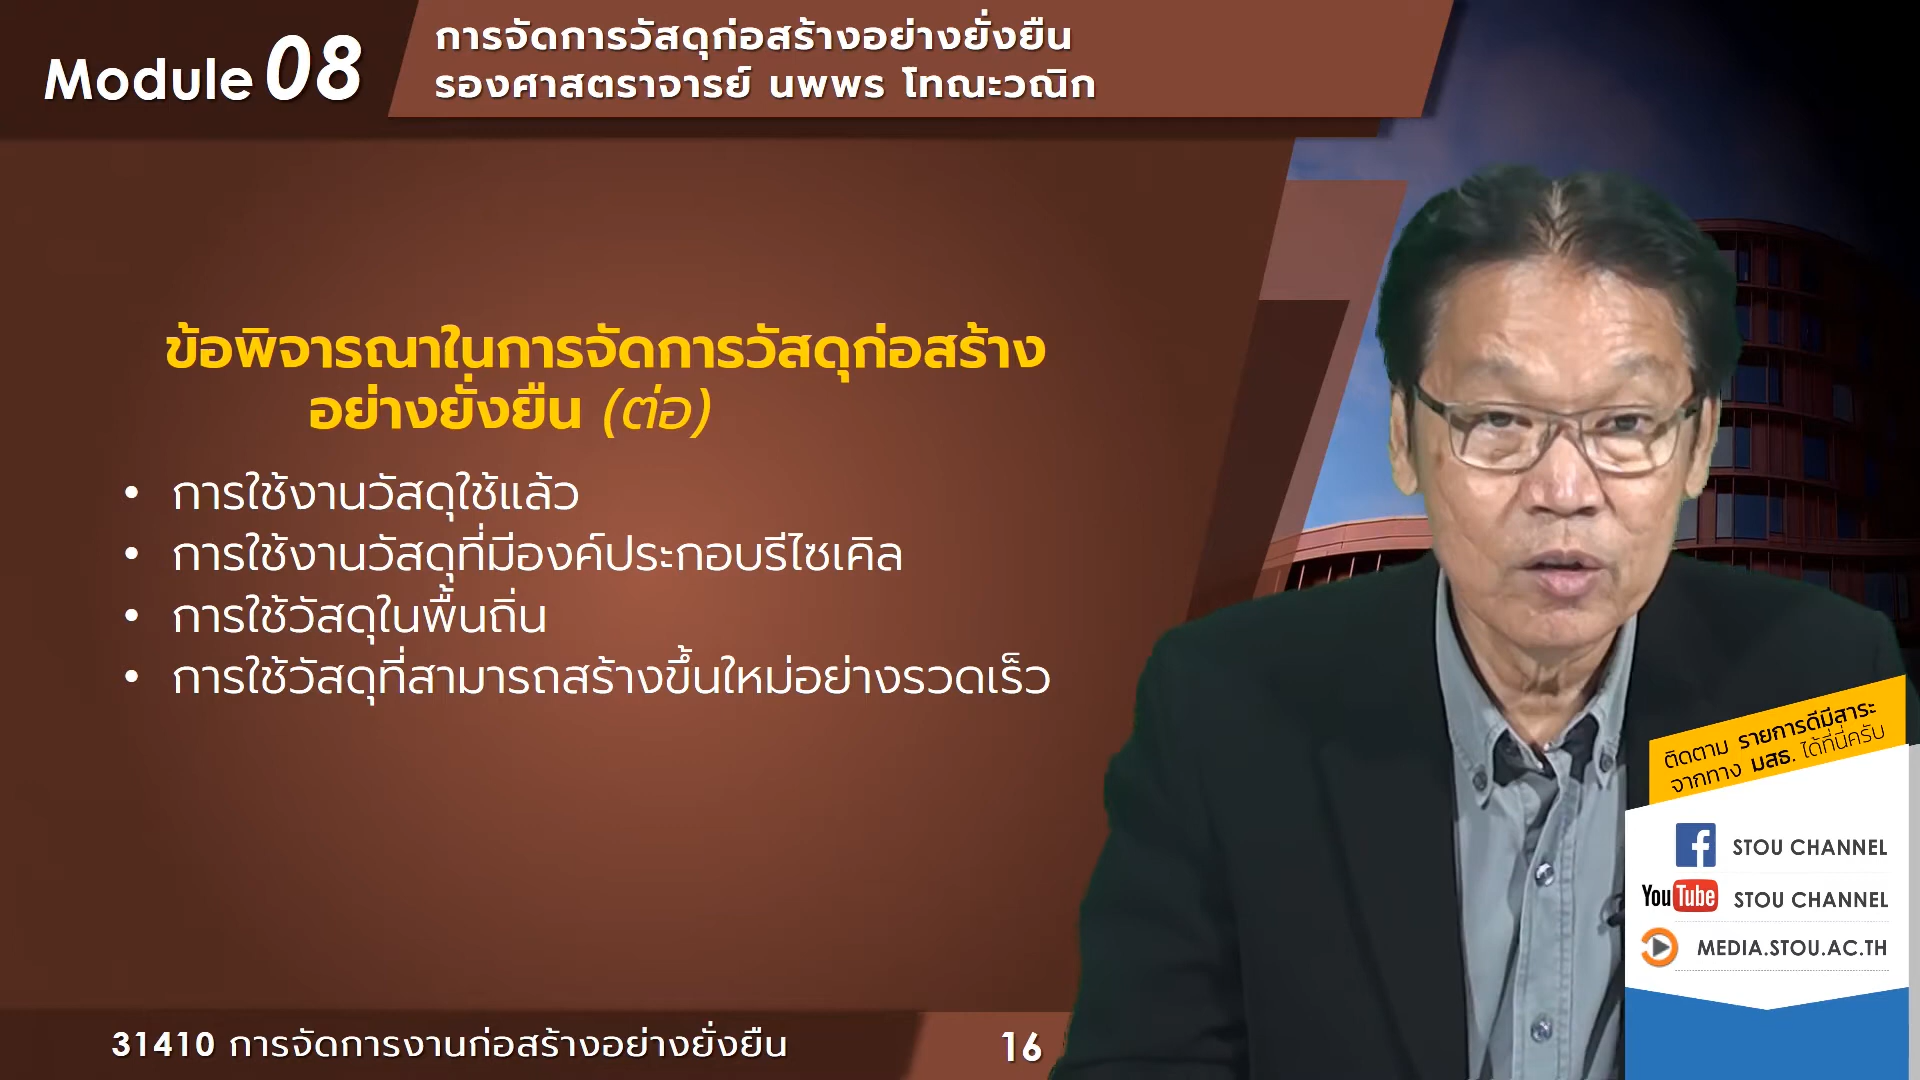 Module 08
การจัดการวัสดุก่อสร้างอย่างยั่งยืน
รองศาสตราจารย์ นพพร โทณะวณิก
ข้อพิจารณาในการจัดการวัสดุก่อสร้าง
อย่างยั่งยืน (ต่อ)
• การใช้งานวัสดุใช้แล้ว
• การใช้งานวัสดุที่มีองค์ประกอบรีไซเคิล
• การใช้วัสดุในพื้นถิ่น
• การใช้วัสดุที่สามารถสร้างขึ้นใหม่อย่างรวดเร็ว
ติดตาม รายการดีมีสาระ
จากทาง มสธ. ได้ที่นี่ครับ
f STOU CHANNEL
YouTube STOU CHANNEL
MEDIA.STOU.AC.TH
31410 การจัดการงานก่อสร้างอย่างยั่งยืน
16